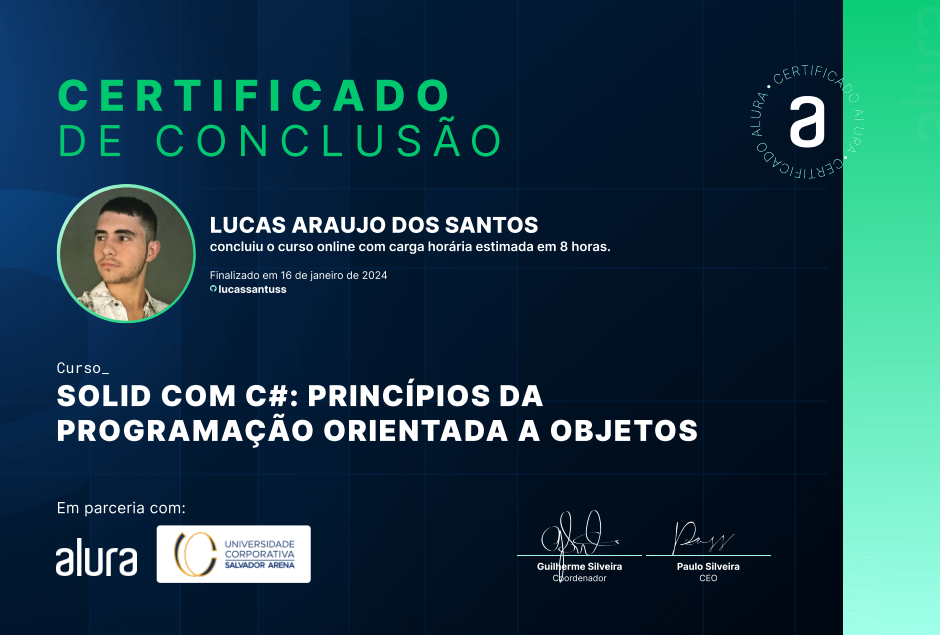 CERTIFICADO
DE CONCLUSÃO
CERTIFICADO ALURA • CERTIFICADO ALURA •
a
LUCAS ARAUJO DOS SANTOS
concluiu o curso online com carga horária estimada em 8 horas.
Finalizado em 16 de janeiro de 2024
lucassantuss
Curso_
SOLID COM C#: PRINCÍPIOS DA
PROGRAMAÇÃO ORIENTADA A OBJETOS
Em parceria com:
alura
UNIVERSIDADE
CORPORATIVA
SALVADOR ARENA
Guilherme Silveira
Coordenador
Paulo Silveira
CEO
alura